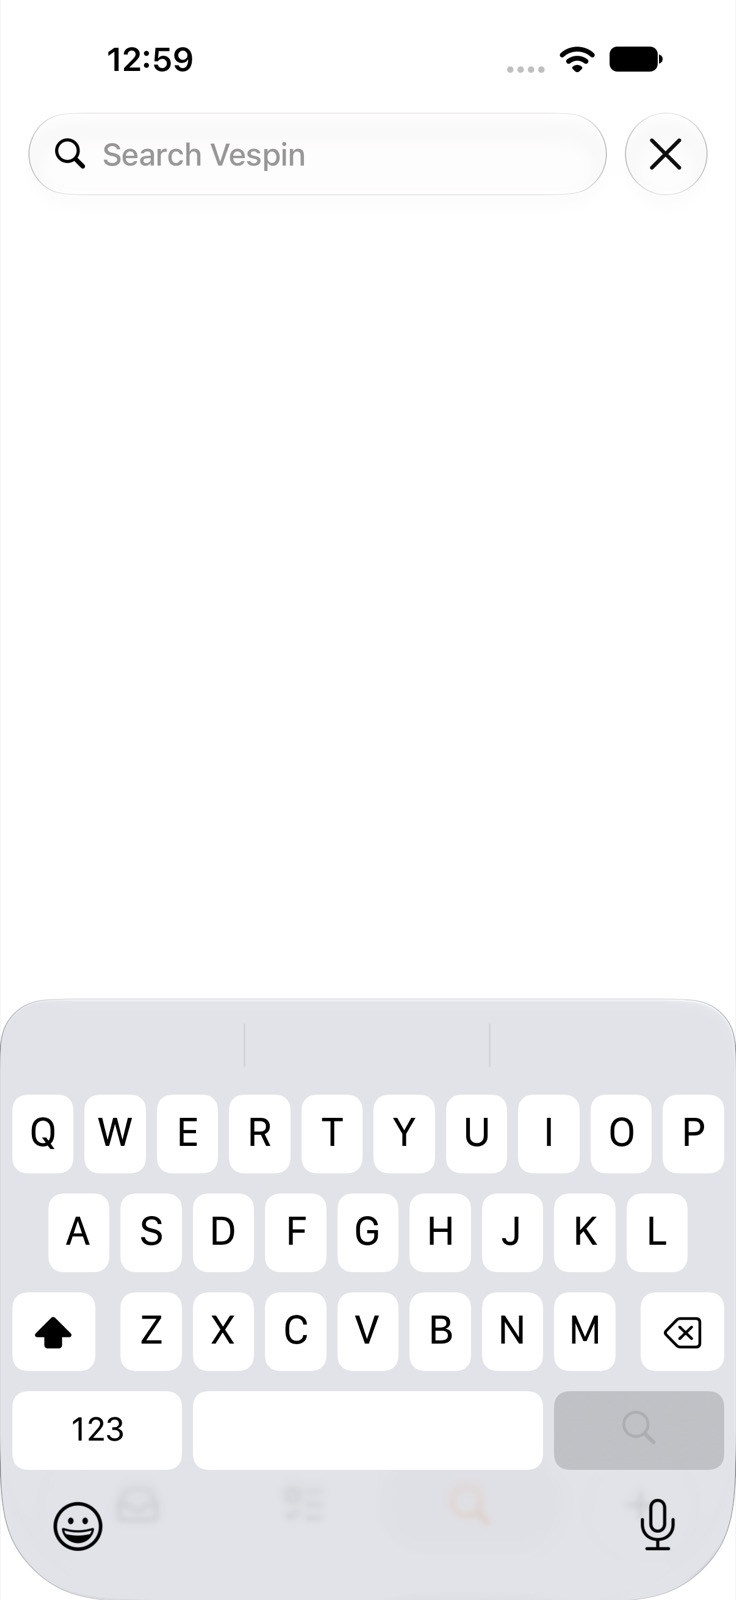 12:59
Search Vespin
Q W E R T Y U I O P
A S D F G H J K L
Z X C V B N M
123